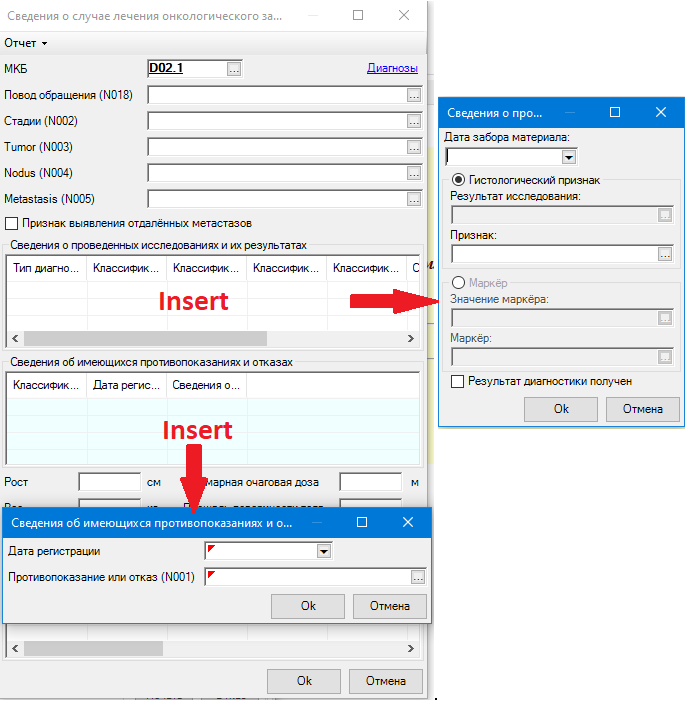 Сведения о случае лечения онкологического за...
Отчет
МКБ D02.1 ... Диагнозы
Повод обращения (N018) ...
Стадии (N002) ...
Tumor (N003) ...
Nodus (N004) ...
Metastasis (N005) ...
Признак выявления отдалённых метастазов
Сведения о проведенных исследованиях и их результатах
Тип диагно... Классифик... Классифик... Классифик... Классифик...
Insert
Сведения об имеющихся противопоказаниях и отказах
Классифик... Дата регис... Сведения о...
Insert
Рост см марная очаговая доза м
Сведения об имеющихся противопоказаниях и о...
Дата регистрации
Противопоказание или отказ (N001) ...
Ok Отмена
Ok Отмена
Сведения о про...
Дата забора материала:
Гистологический признак
Результат исследования:
...
Признак:
...
Маркёр
Значение маркёра:
...
Маркёр:
...
Результат диагностики получен
Ok Отмена